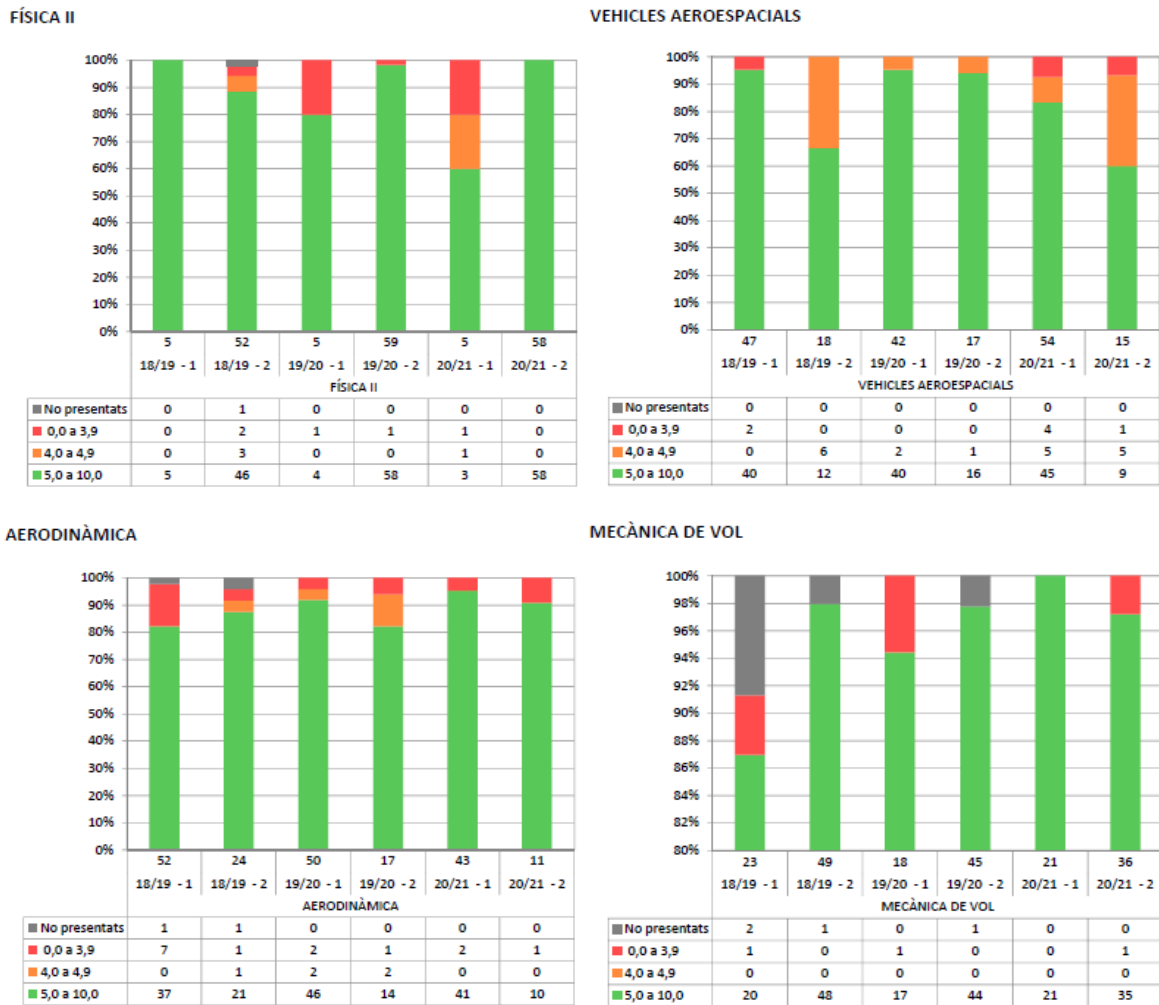 FÍSICA II
100%
90%
80%
70%
60%
50%
40%
30%
20%
10%
0%
5 52 5 59 5 58
18/19 - 1 18/19 - 2 19/20 - 1 19/20 - 2 20/21 - 1 20/21 - 2
FÍSICA II
No presentats 0 1 0 0 0 0
0,0 a 3,9 0 2 1 1 1 0
4,0 a 4,9 0 3 0 0 1 0
5,0 a 10,0 5 46 4 58 3 58
VEHICLES AEROESPACIALS
100%
90%
80%
70%
60%
50%
40%
30%
20%
10%
0%
47 18 42 17 54 15
18/19 - 1 18/19 - 2 19/20 - 1 19/20 - 2 20/21 - 1 20/21 - 2
VEHICLES AEROESPACIALS
No presentats 0 0 0 0 0 0
0,0 a 3,9 2 0 0 0 4 1
4,0 a 4,9 0 6 2 1 5 5
5,0 a 10,0 40 12 40 16 45 9
AERODINÀMICA
100%
90%
80%
70%
60%
50%
40%
30%
20%
10%
0%
52 24 50 17 43 11
18/19 - 1 18/19 - 2 19/20 - 1 19/20 - 2 20/21 - 1 20/21 - 2
AERODINÀMICA
No presentats 1 1 0 0 0 0
0,0 a 3,9 7 1 2 1 2 1
4,0 a 4,9 0 1 2 2 0 0
5,0 a 10,0 37 21 46 14 41 10
MECÀNICA DE VOL
100%
98%
96%
94%
92%
90%
88%
86%
84%
82%
80%
23 49 18 45 21 36
18/19 - 1 18/19 - 2 19/20 - 1 19/20 - 2 20/21 - 1 20/21 - 2
MECÀNICA DE VOL
No presentats 2 1 0 1 0 0
0,0 a 3,9 1 0 1 0 0 1
4,0 a 4,9 0 0 0 0 0 0
5,0 a 10,0 20 48 17 44 21 35